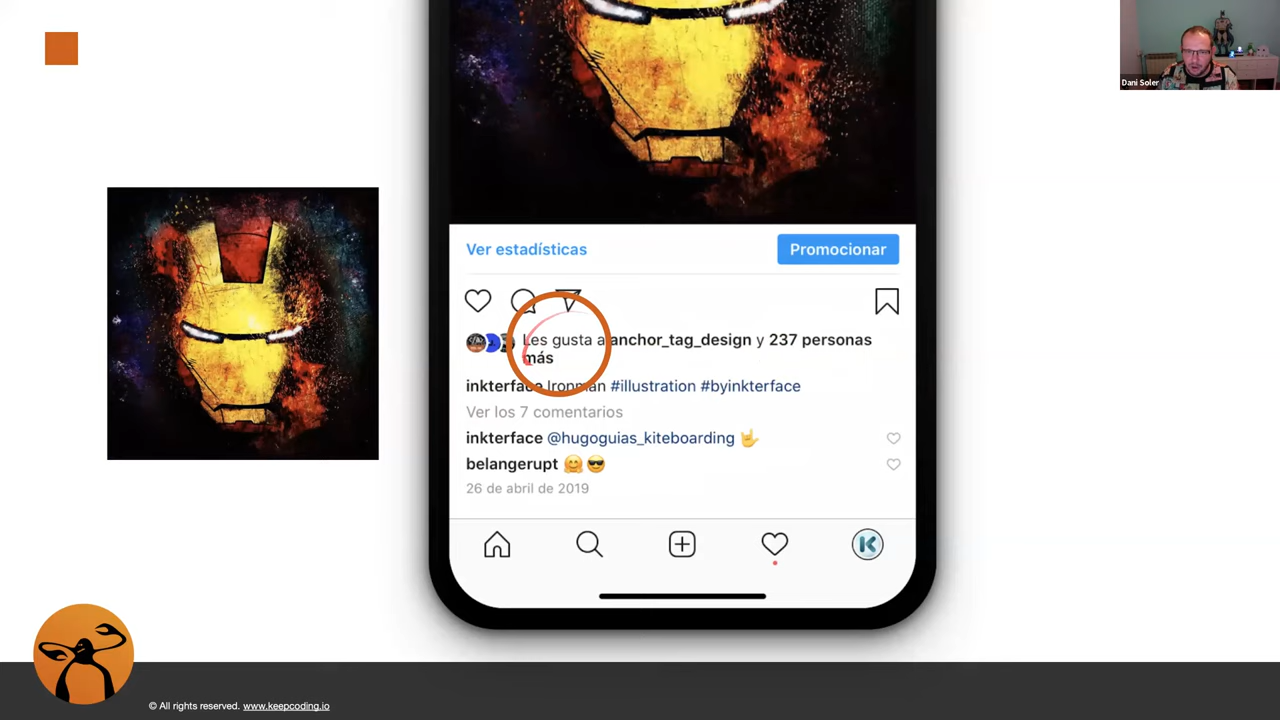 Dani Soler
Ver estadísticas
Promocionar
Les gusta a anchor_tag_design y 237 personas
más
inkterface Ironman #illustration #byinkterface
Ver los 7 comentarios
inkterface @hugoguias_kiteboarding 🤟
belangerupt 🤗 😎
26 de abril de 2019
K
© All rights reserved. www.keepcoding.io